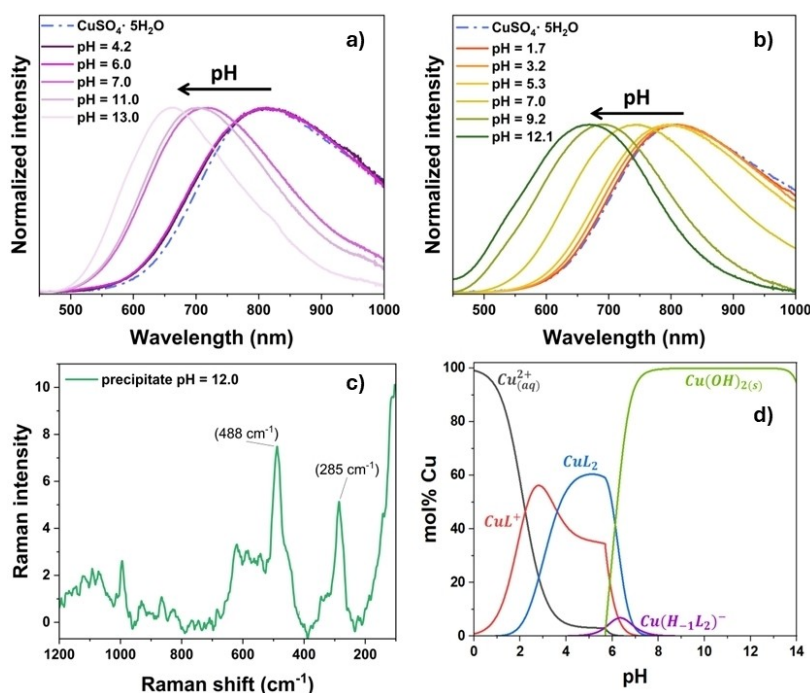 a)
CuSO₄· 5H₂O
pH = 4.2
pH = 6.0
pH = 7.0
pH = 11.0
pH = 13.0
pH
Normalized intensity
500 600 700 800 900 1000
Wavelength (nm)
b)
CuSO₄· 5H₂O
pH = 1.7
pH = 3.2
pH = 5.3
pH = 7.0
pH = 9.2
pH = 12.1
pH
Normalized intensity
500 600 700 800 900 1000
Wavelength (nm)
c)
precipitate pH = 12.0
(488 cm⁻¹)
(285 cm⁻¹)
Raman intensity
10
8
6
4
2
0
1200 1000 800 600 400 200
Raman shift (cm⁻¹)
d)
Cu²⁺(aq)
Cu(OH)₂(s)
CuL₂
CuL⁺
Cu(H₋₁L₂)⁻
mol% Cu
100
80
60
40
20
0
0 2 4 6 8 10 12 14
pH